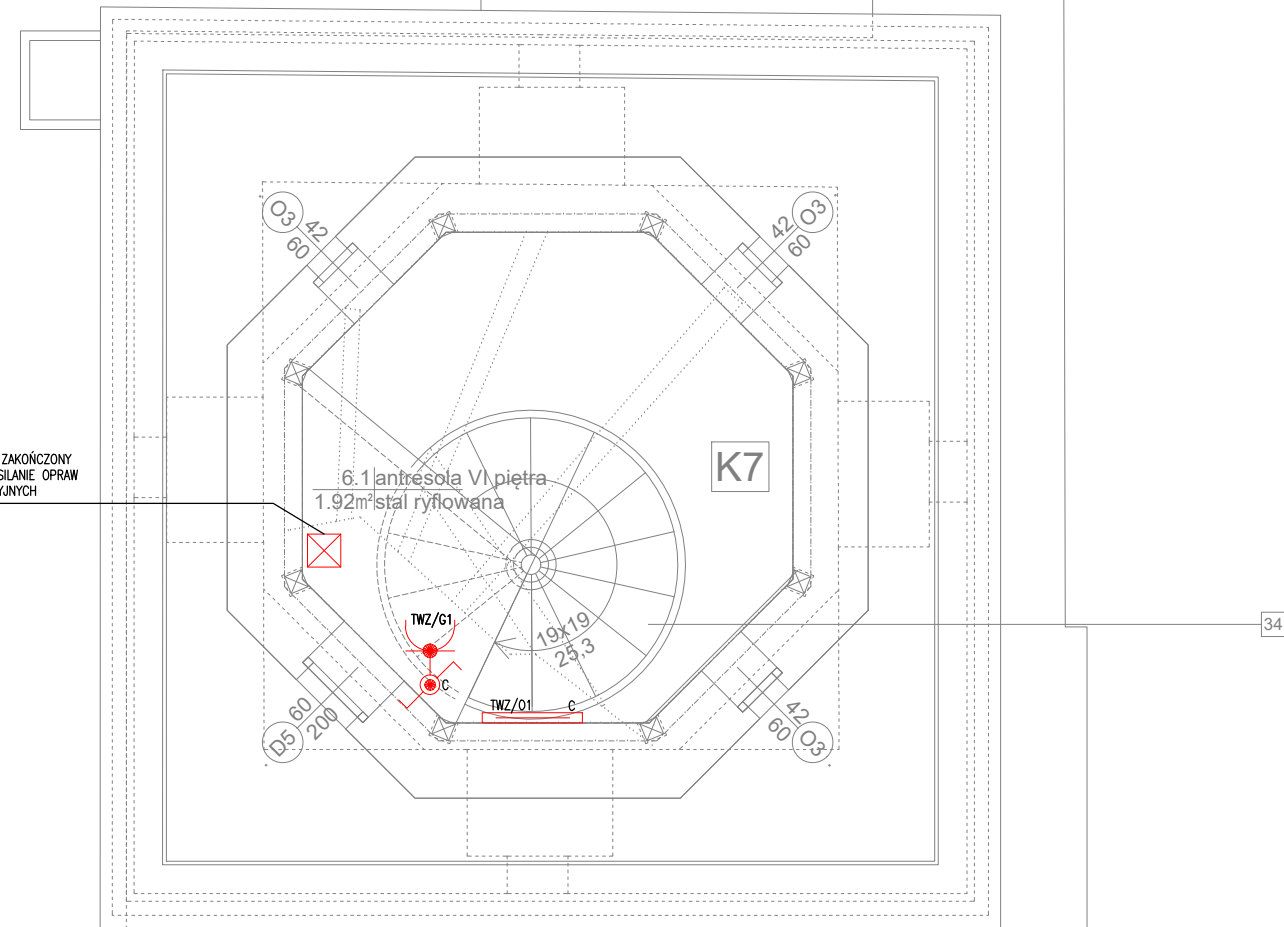 O3 42
60
42 O3
60
ZAKOŃCZONY
SILANIE OPRAW
YJNYCH
6.1 antresola VI piętra
1.92m² stal ryflowana
K7
TWZ/G1
C
19x19
25,3
34
TWZ/O1 C
D5 60
200
42 O3
60